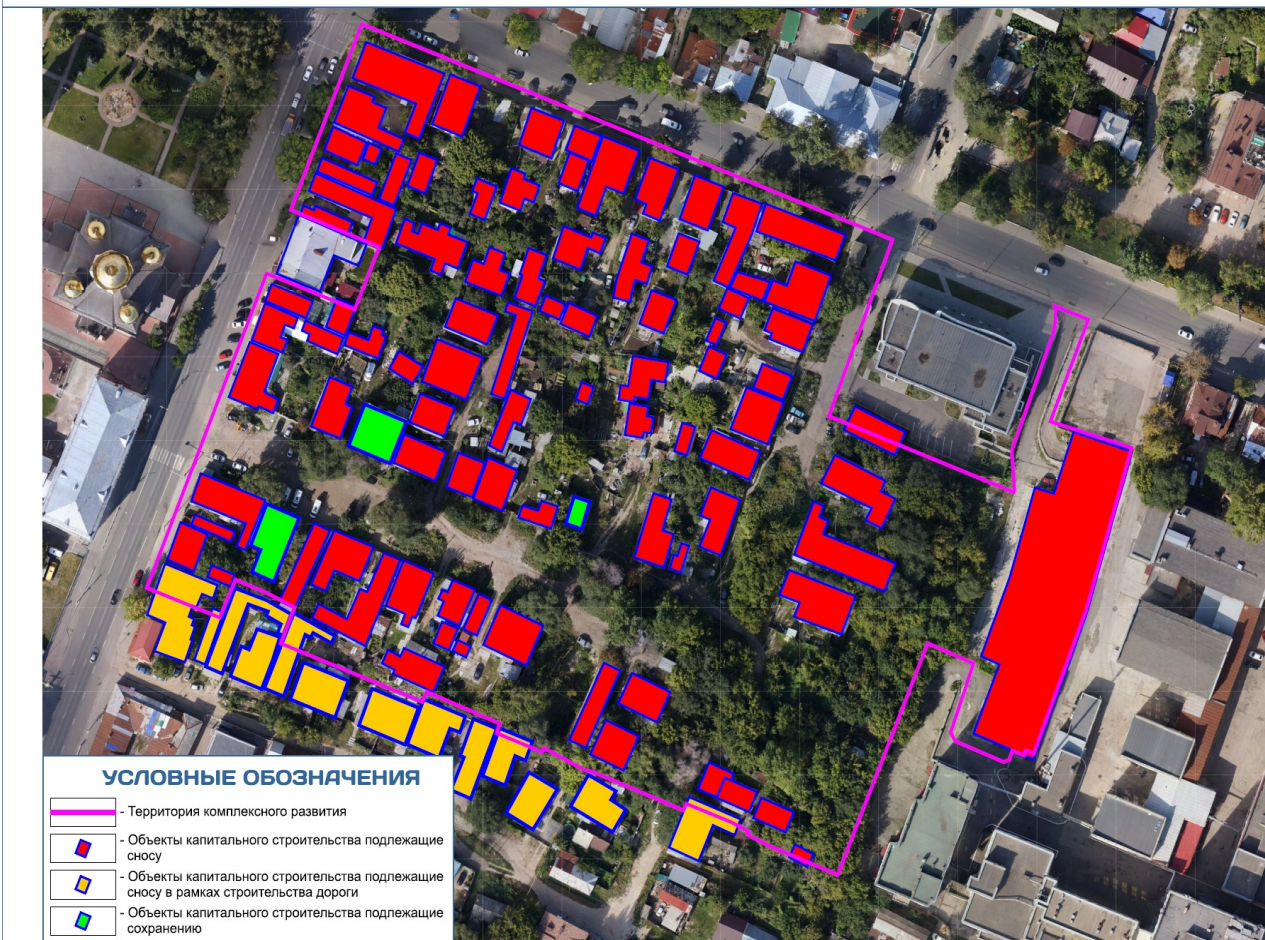 УСЛОВНЫЕ ОБОЗНАЧЕНИЯ
- Территория комплексного развития
- Объекты капитального строительства подлежащие
сносу
- Объекты капитального строительства подлежащие
сносу в рамках строительства дороги
- Объекты капитального строительства подлежащие
сохранению